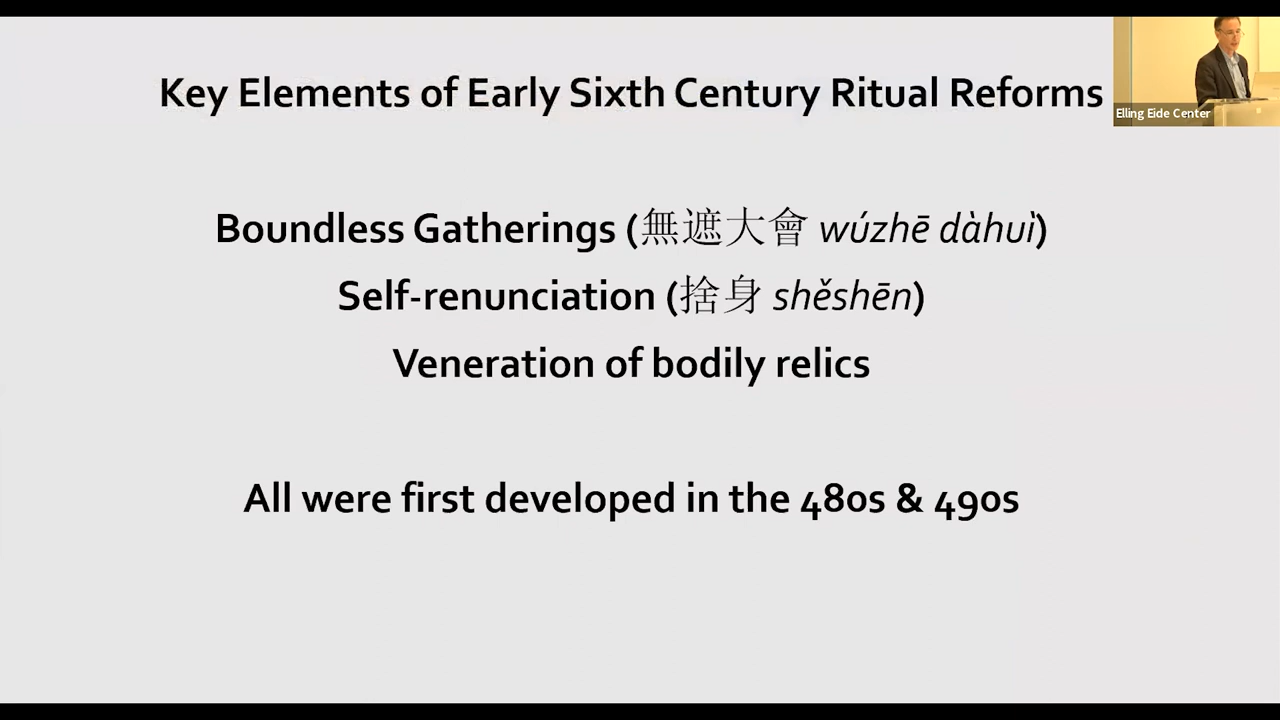 Key Elements of Early Sixth Century Ritual Reforms
Elling Eide Center
Boundless Gatherings (無遮大會 wúzhē dàhuì)
Self-renunciation (捨身 shěshēn)
Veneration of bodily relics
All were first developed in the 480s & 490s